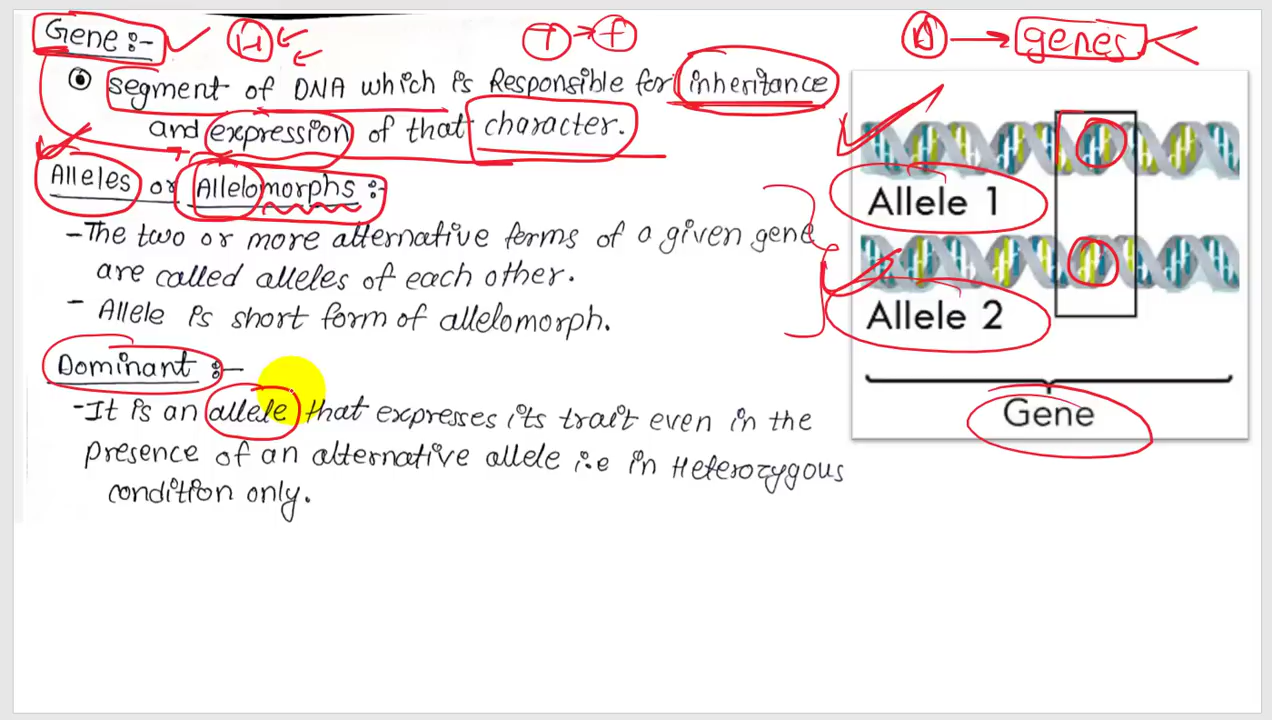 Gene :-
H
T → f
D → genes
segment of DNA which is Responsible for inheritance
and expression of that character.
Alleles or Allelomorphs :-
- The two or more alternative forms of a given gene
are called alleles of each other.
- Allele is short form of allelomorph.
Dominant :-
- It is an allele that expresses its trait even in the
presence of an alternative allele i.e in Heterozygous
condition only.
Allele 1
Allele 2
Gene